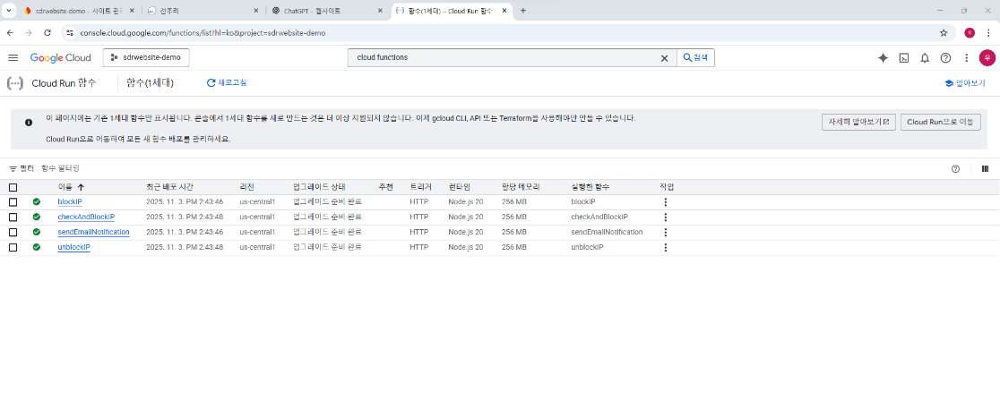 sdrwebsite-demo – 사이트 관리
선두리
ChatGPT – 웹사이트
함수(1세대) – Cloud Run 함수
console.cloud.google.com/functions/list?hl=ko&project=sdrwebsite-demo
우
Google Cloud
sdrwebsite-demo
cloud functions
검색
우
Cloud Run 함수
함수(1세대)
새로고침
알아보기
이 페이지에는 기존 1세대 함수만 표시됩니다. 콘솔에서 1세대 함수를 새로 만드는 것은 더 이상 지원되지 않습니다. 이제 gcloud CLI, API 또는 Terraform을 사용해야만 만들 수 있습니다.
자세히 알아보기
Cloud Run으로 이동
Cloud Run으로 이동하여 모든 새 함수 배포를 관리하세요.
필터 함수 필터링
이름 최근 배포 시간 리전 업그레이드 상태 추천 트리거 런타임 할당 메모리 실행한 함수 작업
blockIP 2025. 11. 3. PM 2:43:46 us-central1 업그레이드 준비 완료 HTTP Node.js 20 256 MB blockIP
checkAndBlockIP 2025. 11. 3. PM 2:43:48 us-central1 업그레이드 준비 완료 HTTP Node.js 20 256 MB checkAndBlockIP
sendEmailNotification 2025. 11. 3. PM 2:43:48 us-central1 업그레이드 준비 완료 HTTP Node.js 20 256 MB sendEmailNotification
unblockIP 2025. 11. 3. PM 2:43:46 us-central1 업그레이드 준비 완료 HTTP Node.js 20 256 MB unblockIP